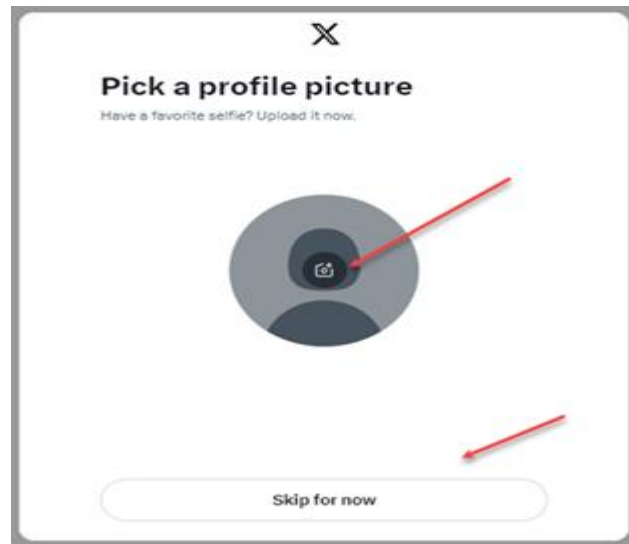 Pick a profile picture
Have a favorite selfie? Upload it now.
Skip for now